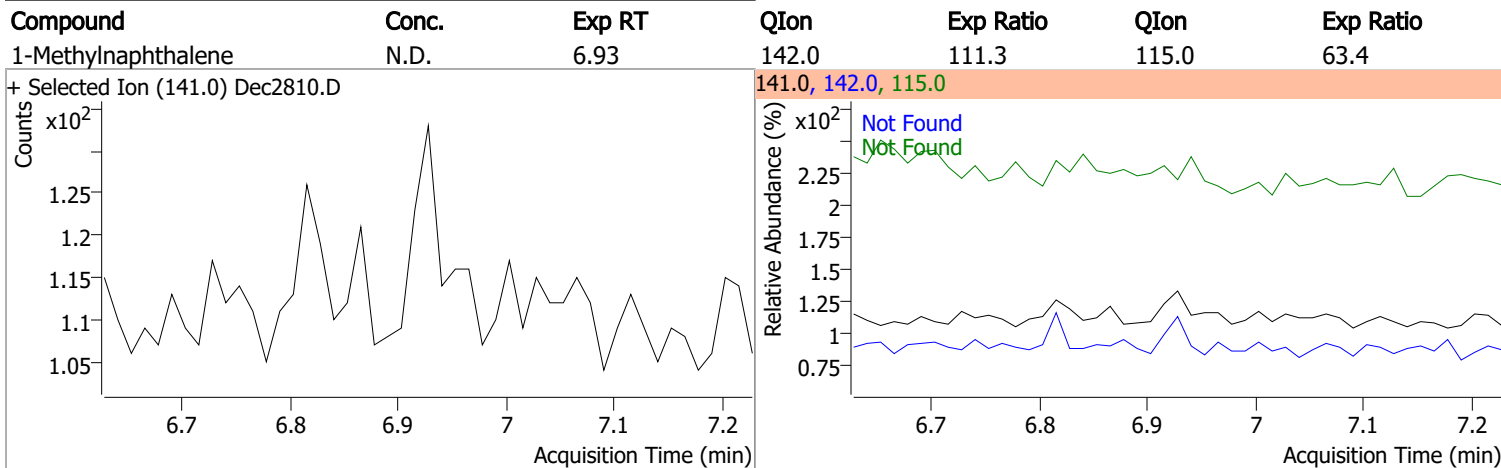 Compound Conc. Exp RT QIon Exp Ratio QIon Exp Ratio
1-Methylnaphthalene N.D. 6.93 142.0 111.3 115.0 63.4
+ Selected Ion (141.0) Dec2810.D
Counts
x10²
1.25
1.2
1.15
1.1
1.05
6.7 6.8 6.9 7 7.1 7.2
Acquisition Time (min)
141.0, 142.0, 115.0
Relative Abundance (%)
x10²
Not Found
Not Found
2.25
2
1.75
1.5
1.25
1
0.75
6.7 6.8 6.9 7 7.1 7.2
Acquisition Time (min)